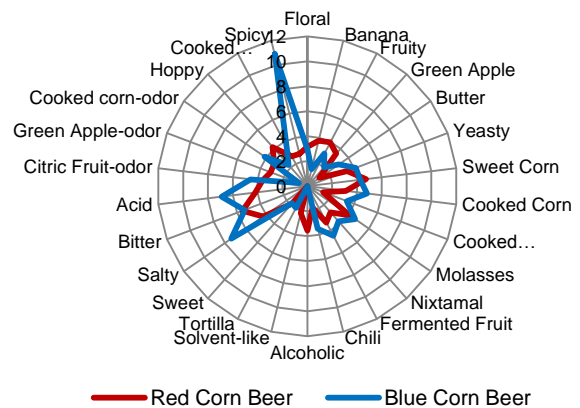 Floral
Banana
Fruity
Green Apple
Butter
Yeasty
Sweet Corn
Cooked Corn
Cooked…
Molasses
Nixtamal
Fermented Fruit
Chili
Alcoholic
Solvent-like
Tortilla
Sweet
Salty
Bitter
Acid
Citric Fruit-odor
Green Apple-odor
Cooked corn-odor
Hoppy
Cooked…
Spicy
12
10
8
6
4
2
0
Red Corn Beer
Blue Corn Beer